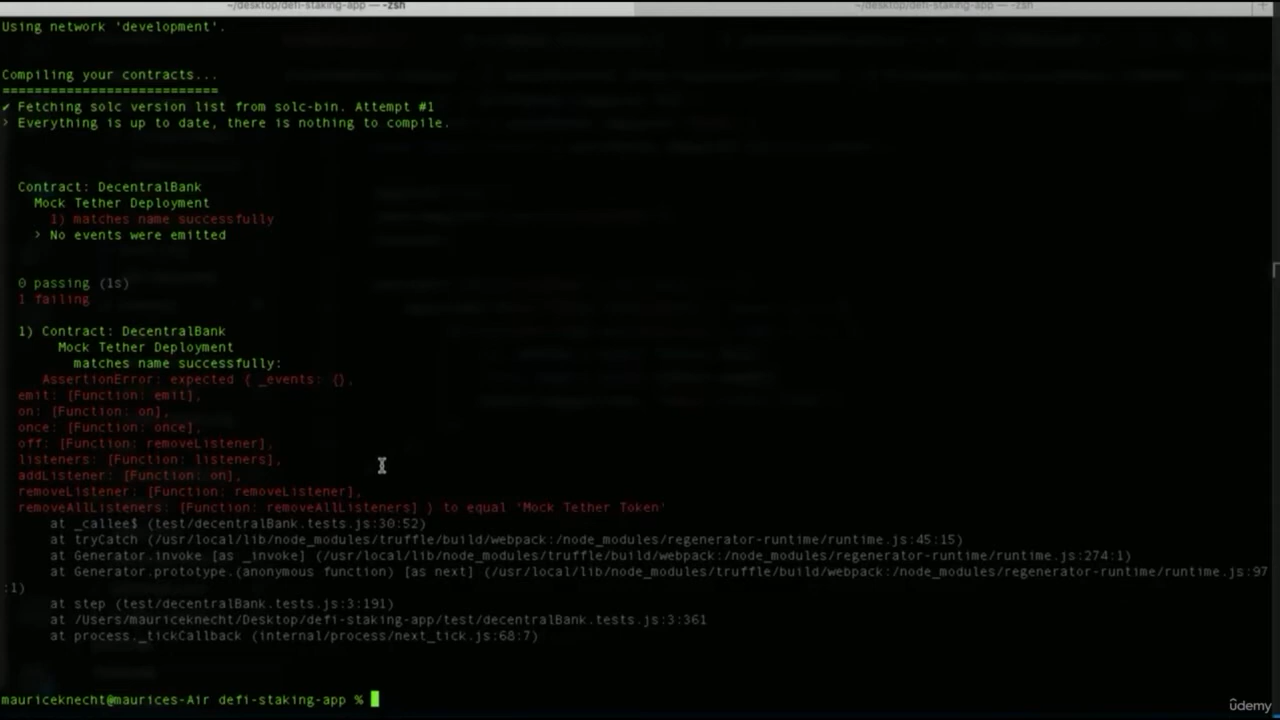 ~/desktop/defi-staking-app — -zsh
~/desktop/defi-staking-app — -zsh
Using network 'development'.
Compiling your contracts...
===========================
✔ Fetching solc version list from solc-bin. Attempt #1
> Everything is up to date, there is nothing to compile.
Contract: DecentralBank
Mock Tether Deployment
1) matches name successfully
> No events were emitted
0 passing (1s)
1 failing
1) Contract: DecentralBank
Mock Tether Deployment
matches name successfully:
AssertionError: expected { _events: {},
emit: [Function: emit],
on: [Function: on],
once: [Function: once],
off: [Function: removeListener],
listeners: [Function: listeners],
addListener: [Function: on],
removeListener: [Function: removeListener],
removeAllListeners: [Function: removeAllListeners] } to equal 'Mock Tether Token'
at _callee$ (test/decentralBank.tests.js:30:52)
at tryCatch (/usr/local/lib/node_modules/truffle/build/webpack:/node_modules/regenerator-runtime/runtime.js:45:15)
at Generator.invoke [as _invoke] (/usr/local/lib/node_modules/truffle/build/webpack:/node_modules/regenerator-runtime/runtime.js:274:1)
at Generator.prototype.(anonymous function) [as next] (/usr/local/lib/node_modules/truffle/build/webpack:/node_modules/regenerator-runtime/runtime.js:97
:1)
at step (test/decentralBank.tests.js:3:191)
at /Users/mauriceknecht/Desktop/defi-staking-app/test/decentralBank.tests.js:3:361
at process._tickCallback (internal/process/next_tick.js:68:7)
mauriceknecht@maurices-Air defi-staking-app %
ûdemy